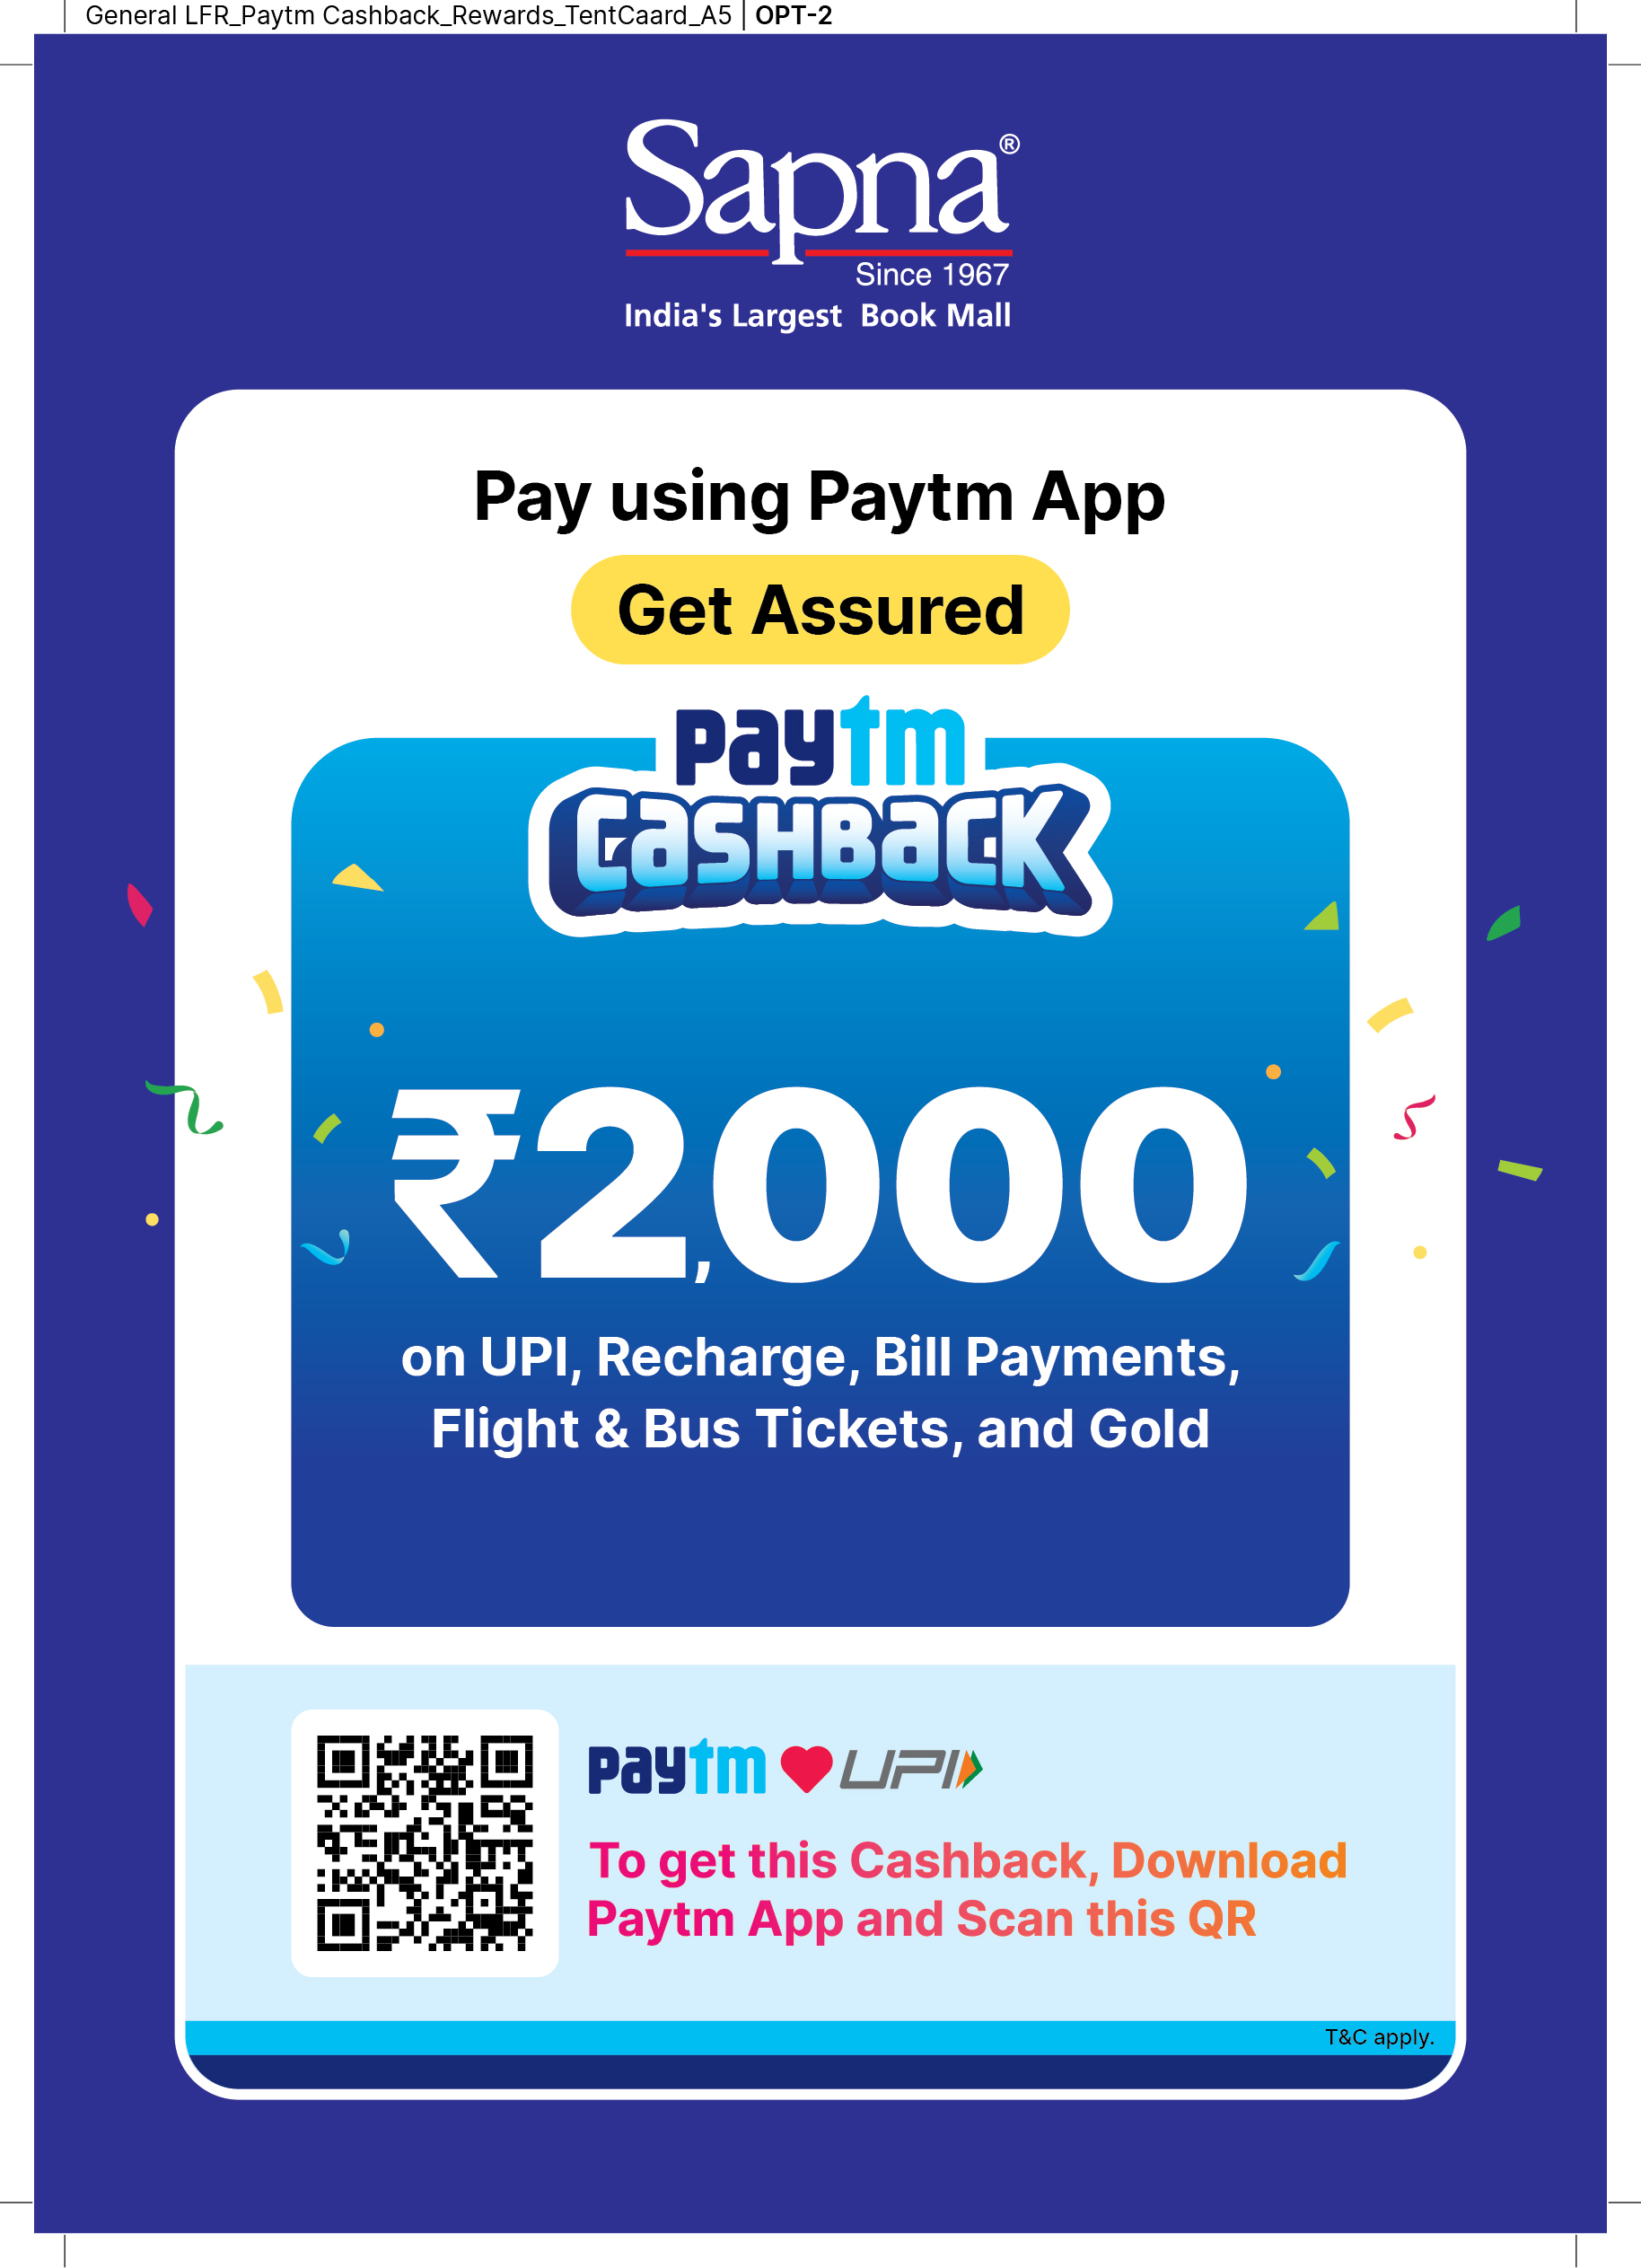 General LFR_Paytm Cashback_Rewards_TentCaard_A5 | OPT-2
Sapna®
Since 1967
India's Largest Book Mall
Pay using Paytm App
Get Assured
paytm
CASHBACK
₹2,000
on UPI, Recharge, Bill Payments,
Flight & Bus Tickets, and Gold
paytm UPI
To get this Cashback, Download
Paytm App and Scan this QR
T&C apply.